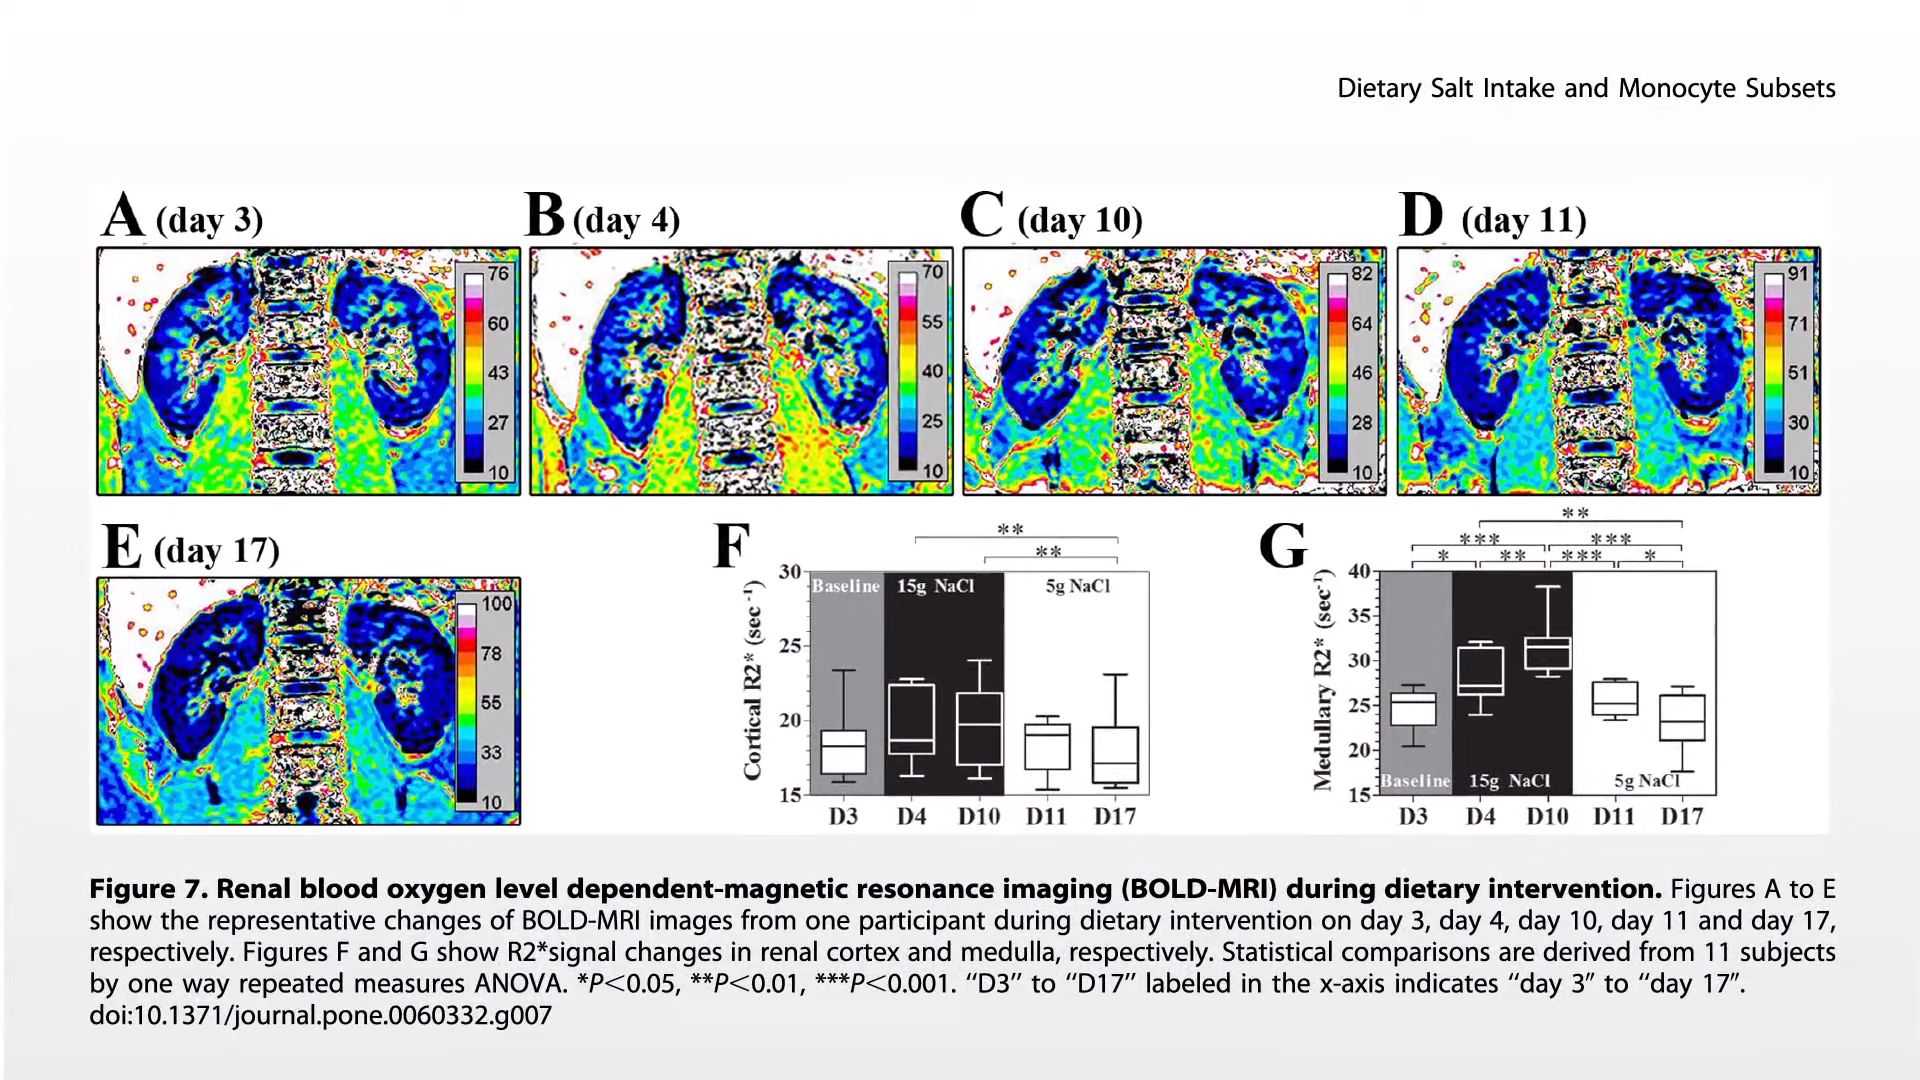 Dietary Salt Intake and Monocyte Subsets
A (day 3)
B (day 4)
C (day 10)
D (day 11)
76
60
43
27
10
70
55
40
25
10
82
64
46
28
10
91
71
51
30
10
E (day 17)
100
78
55
33
10
F
**
**
Cortical R2* (sec⁻¹)
30
25
20
15
Baseline 15g NaCl 5g NaCl
D3 D4 D10 D11 D17
G
**
*** ***
* ** *** *
Medullary R2* (sec⁻¹)
40
35
30
25
20
15
Baseline 15g NaCl 5g NaCl
D3 D4 D10 D11 D17
Figure 7. Renal blood oxygen level dependent-magnetic resonance imaging (BOLD-MRI) during dietary intervention. Figures A to E
show the representative changes of BOLD-MRI images from one participant during dietary intervention on day 3, day 4, day 10, day 11 and day 17,
respectively. Figures F and G show R2*signal changes in renal cortex and medulla, respectively. Statistical comparisons are derived from 11 subjects
by one way repeated measures ANOVA. *P<0.05, **P<0.01, ***P<0.001. “D3” to “D17” labeled in the x-axis indicates “day 3” to “day 17”.
doi:10.1371/journal.pone.0060332.g007